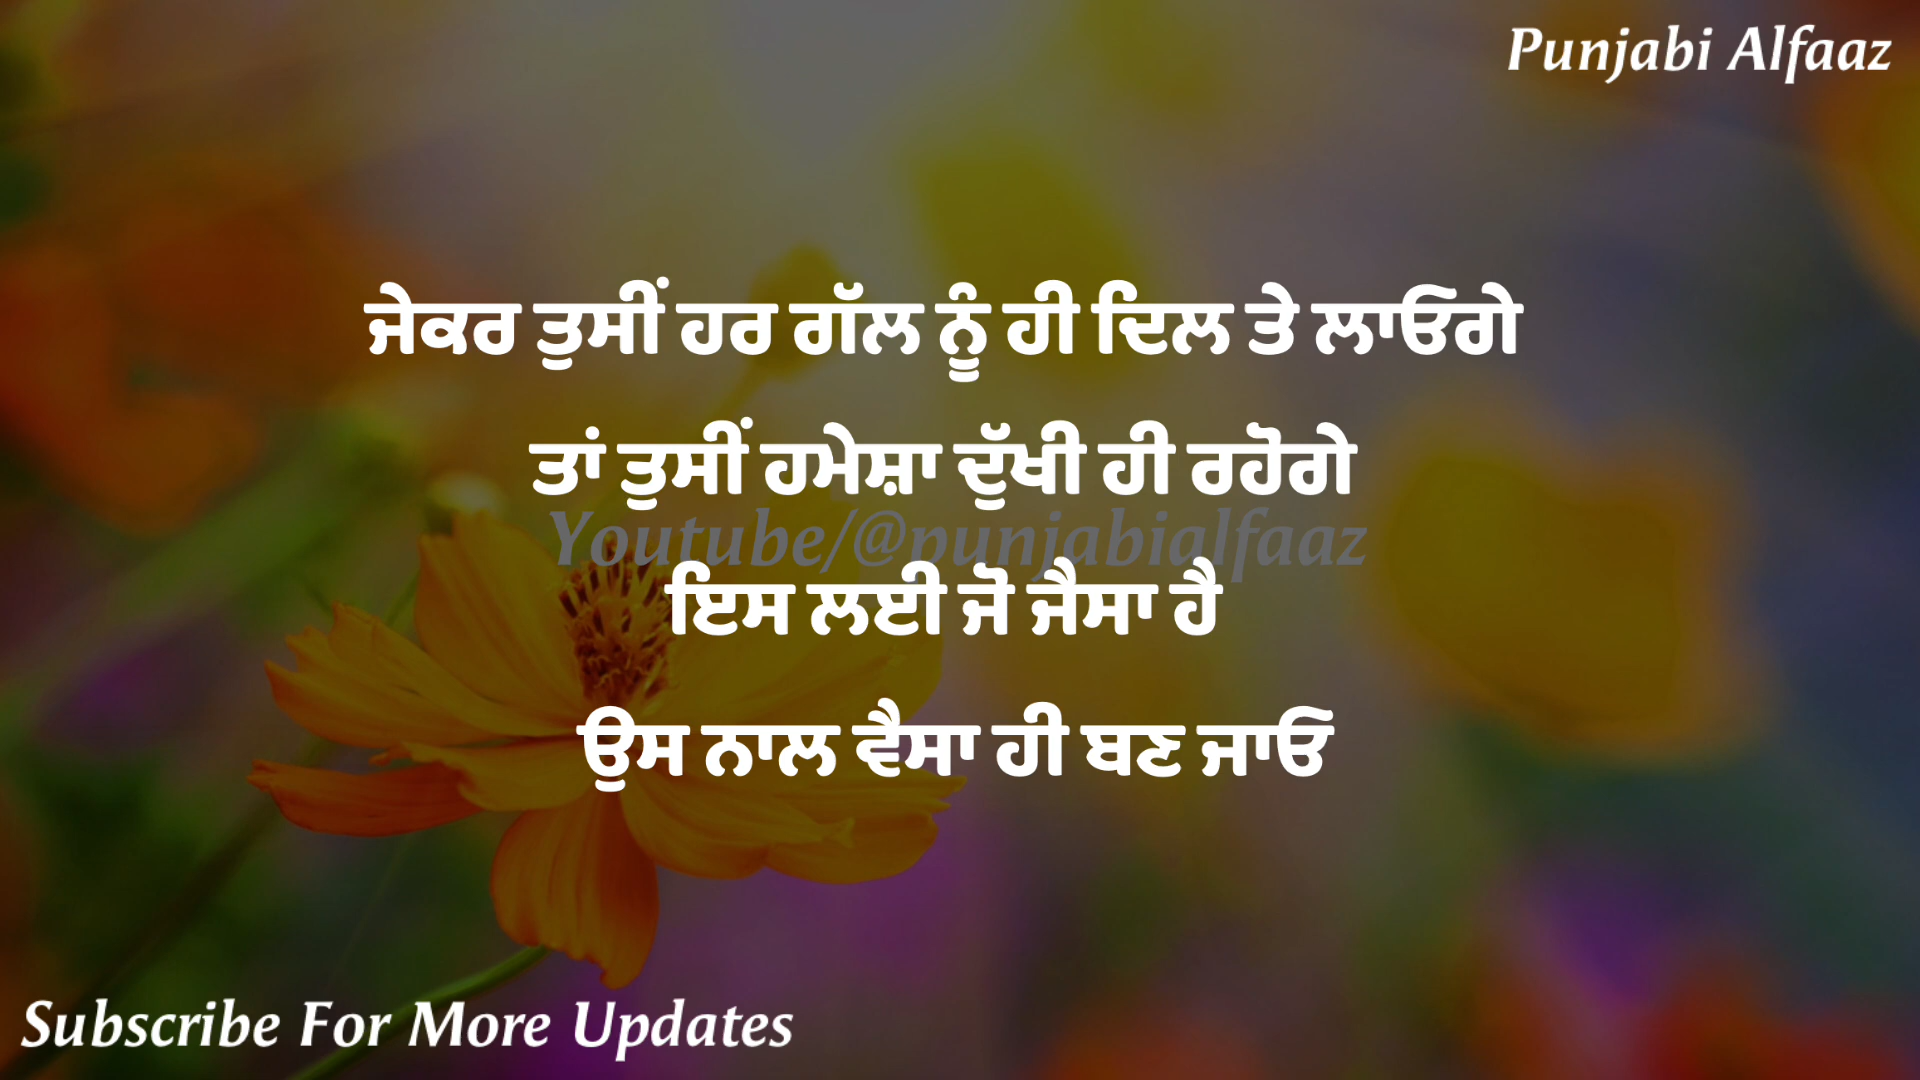 Punjabi Alfaaz
ਜੇਕਰ ਤੁਸੀਂ ਹਰ ਗੱਲ ਨੂੰ ਹੀ ਦਿਲ ਤੇ ਲਾਓਗੇ
ਤਾਂ ਤੁਸੀਂ ਹਮੇਸ਼ਾ ਦੁੱਖੀ ਹੀ ਰਹੋਗੇ
Youtube/@punjabialfaaz
ਇਸ ਲਈ ਜੋ ਜੈਸਾ ਹੈ
ਉਸ ਨਾਲ ਵੈਸਾ ਹੀ ਬਣ ਜਾਓ
Subscribe For More Updates